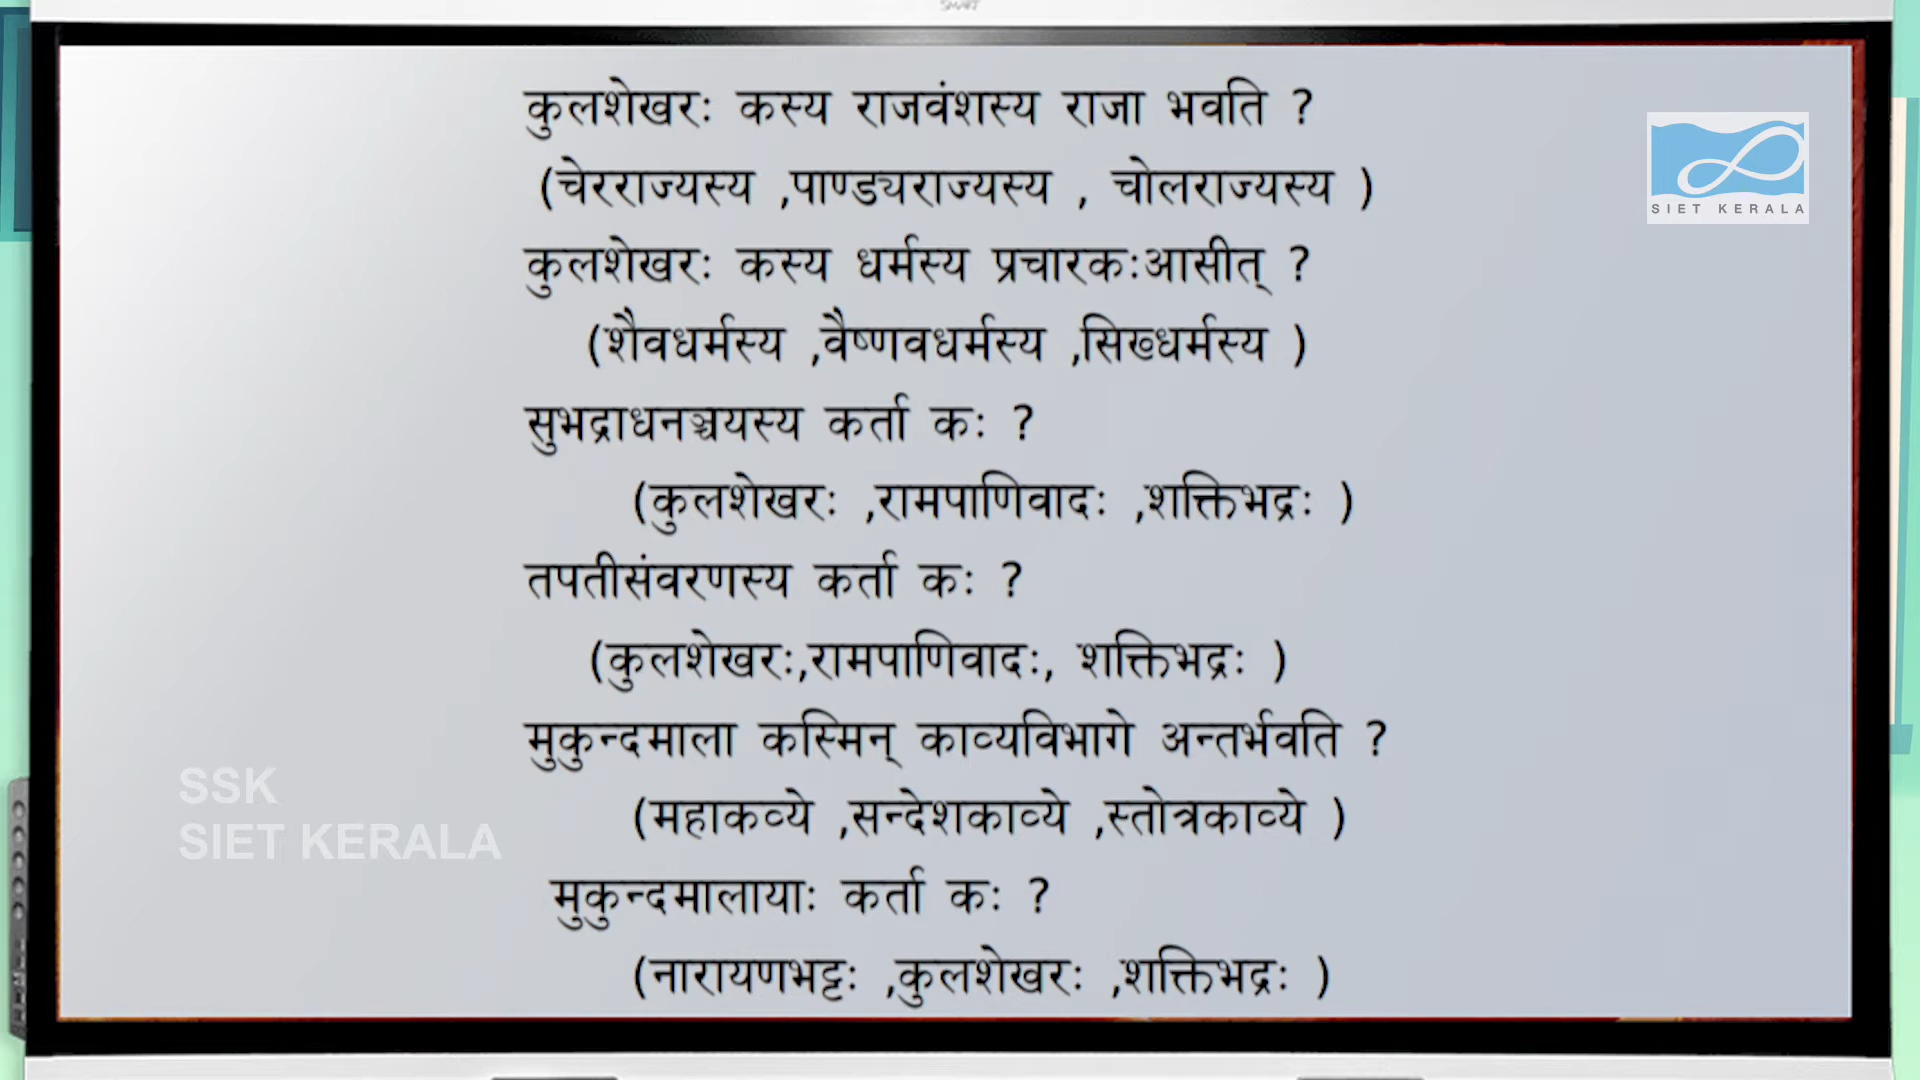 SMART
कुलशेखरः कस्य राजवंशस्य राजा भवति ?
(चेरराज्यस्य ,पाण्ड्यराज्यस्य , चोलराज्यस्य )
कुलशेखरः कस्य धर्मस्य प्रचारकःआसीत् ?
(शैवधर्मस्य ,वैष्णवधर्मस्य ,सिख्धर्मस्य )
सुभद्राधनञ्चयस्य कर्ता कः ?
(कुलशेखरः ,रामपाणिवादः ,शक्तिभद्रः )
तपतीसंवरणस्य कर्ता कः ?
(कुलशेखरः,रामपाणिवादः, शक्तिभद्रः )
मुकुन्दमाला कस्मिन् काव्यविभागे अन्तर्भवति ?
(महाकव्ये ,सन्देशकाव्ये ,स्तोत्रकाव्ये )
मुकुन्दमालायाः कर्ता कः ?
(नारायणभट्टः ,कुलशेखरः ,शक्तिभद्रः )
SIET KERALA
SSK
SIET KERALA